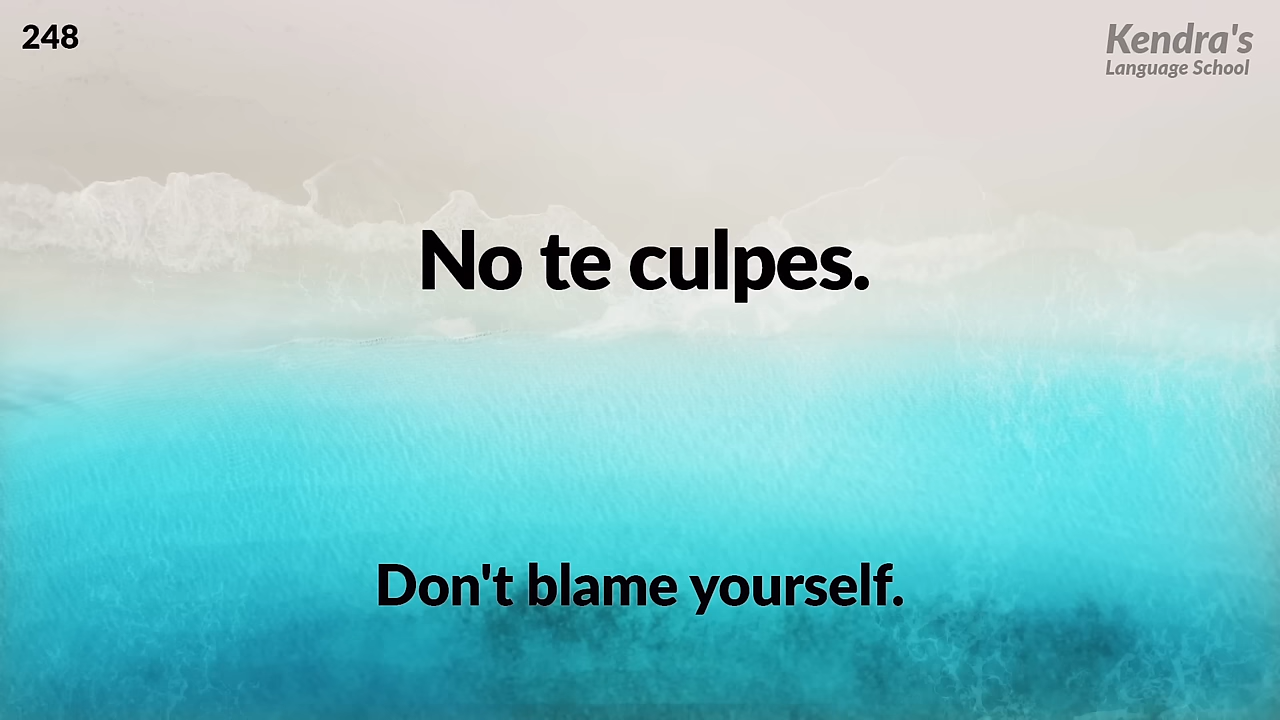 248
Kendra's
Language School
No te culpes.
Don't blame yourself.